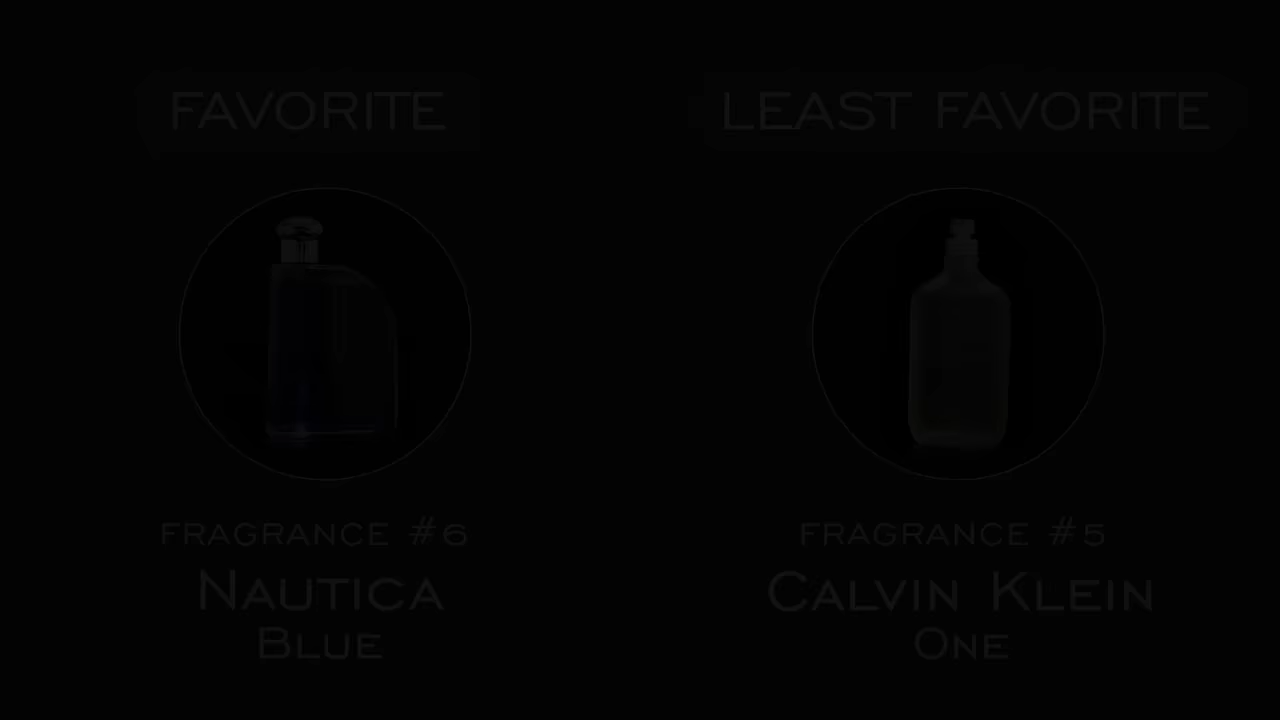 FAVORITE
FRAGRANCE #6
NAUTICA
BLUE
LEAST FAVORITE
FRAGRANCE #5
CALVIN KLEIN
ONE